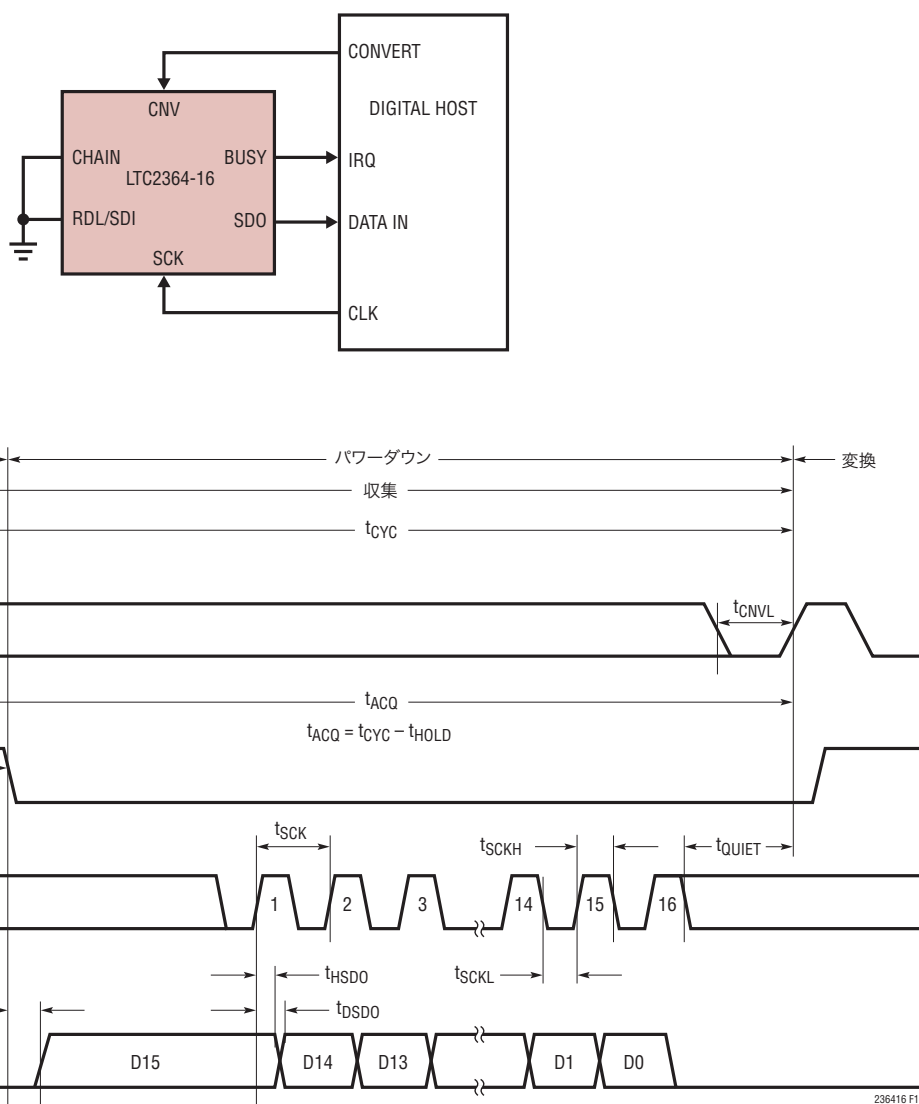 CONVERT
CNV
DIGITAL HOST
CHAIN
BUSY
IRQ
LTC2364-16
RDL/SDI
SDO
DATA IN
SCK
CLK
パワーダウン
変換
収集
tCYC
tCNVL
tACQ
tACQ = tCYC – tHOLD
tSCK
tSCKH
tQUIET
1
2
3
14
15
16
tHSDO
tSCKL
tDSDO
D15
D14
D13
D1
D0
236416 F1